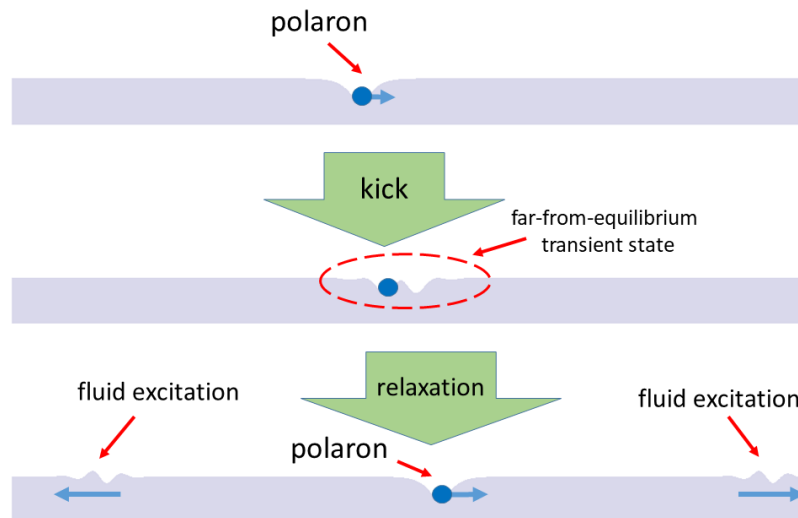 polaron
kick
far-from-equilibrium
transient state
relaxation
fluid excitation
fluid excitation
polaron